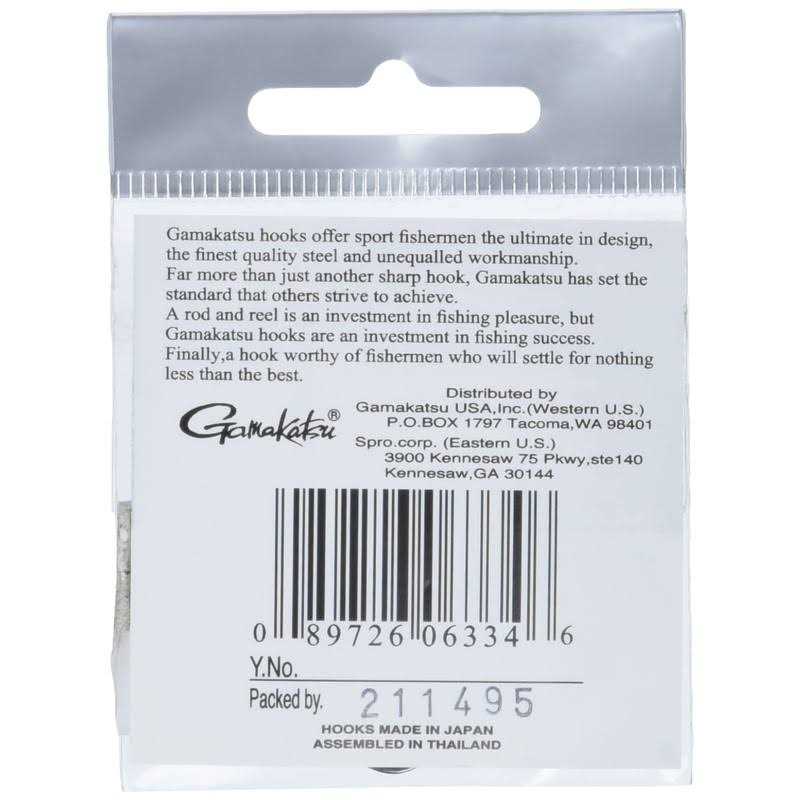 Gamakatsu hooks offer sport fishermen the ultimate in design,
the finest quality steel and unequalled workmanship.
Far more than just another sharp hook, Gamakatsu has set the
standard that others strive to achieve.
A rod and reel is an investment in fishing pleasure, but
Gamakatsu hooks are an investment in fishing success.
Finally,a hook worthy of fishermen who will settle for nothing
less than the best.
Gamakatsu®
Distributed by
Gamakatsu USA,Inc.(Western U.S.)
P.O.BOX 1797 Tacoma,WA 98401
Spro.corp. (Eastern U.S.)
3900 Kennesaw 75 Pkwy,ste140
Kennesaw,GA 30144
0 89726 06334 6
Y.No.
Packed by. 211495
HOOKS MADE IN JAPAN
ASSEMBLED IN THAILAND